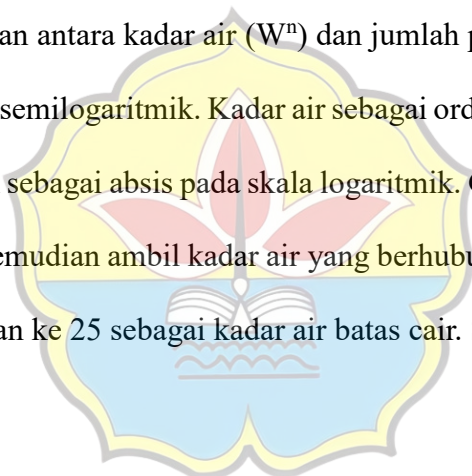 an antara kadar air (Wⁿ) dan jumlah p
semilogaritmik. Kadar air sebagai ord
sebagai absis pada skala logaritmik.
emudian ambil kadar air yang berhubu
an ke 25 sebagai kadar air batas cair.